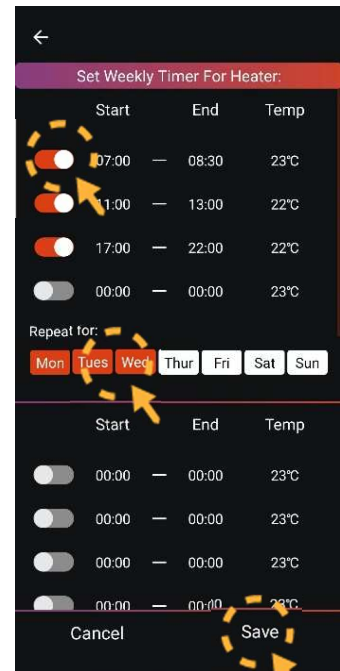 Set Weekly Timer For Heater:
Start End Temp
07:00 — 08:30 23℃
11:00 — 13:00 22℃
17:00 — 22:00 22℃
00:00 — 00:00 23℃
Repeat for:
Mon Tues Wed Thur Fri Sat Sun
Start End Temp
00:00 — 00:00 23℃
00:00 — 00:00 23℃
00:00 — 00:00 23℃
00:00 — 00:00 23℃
Cancel Save